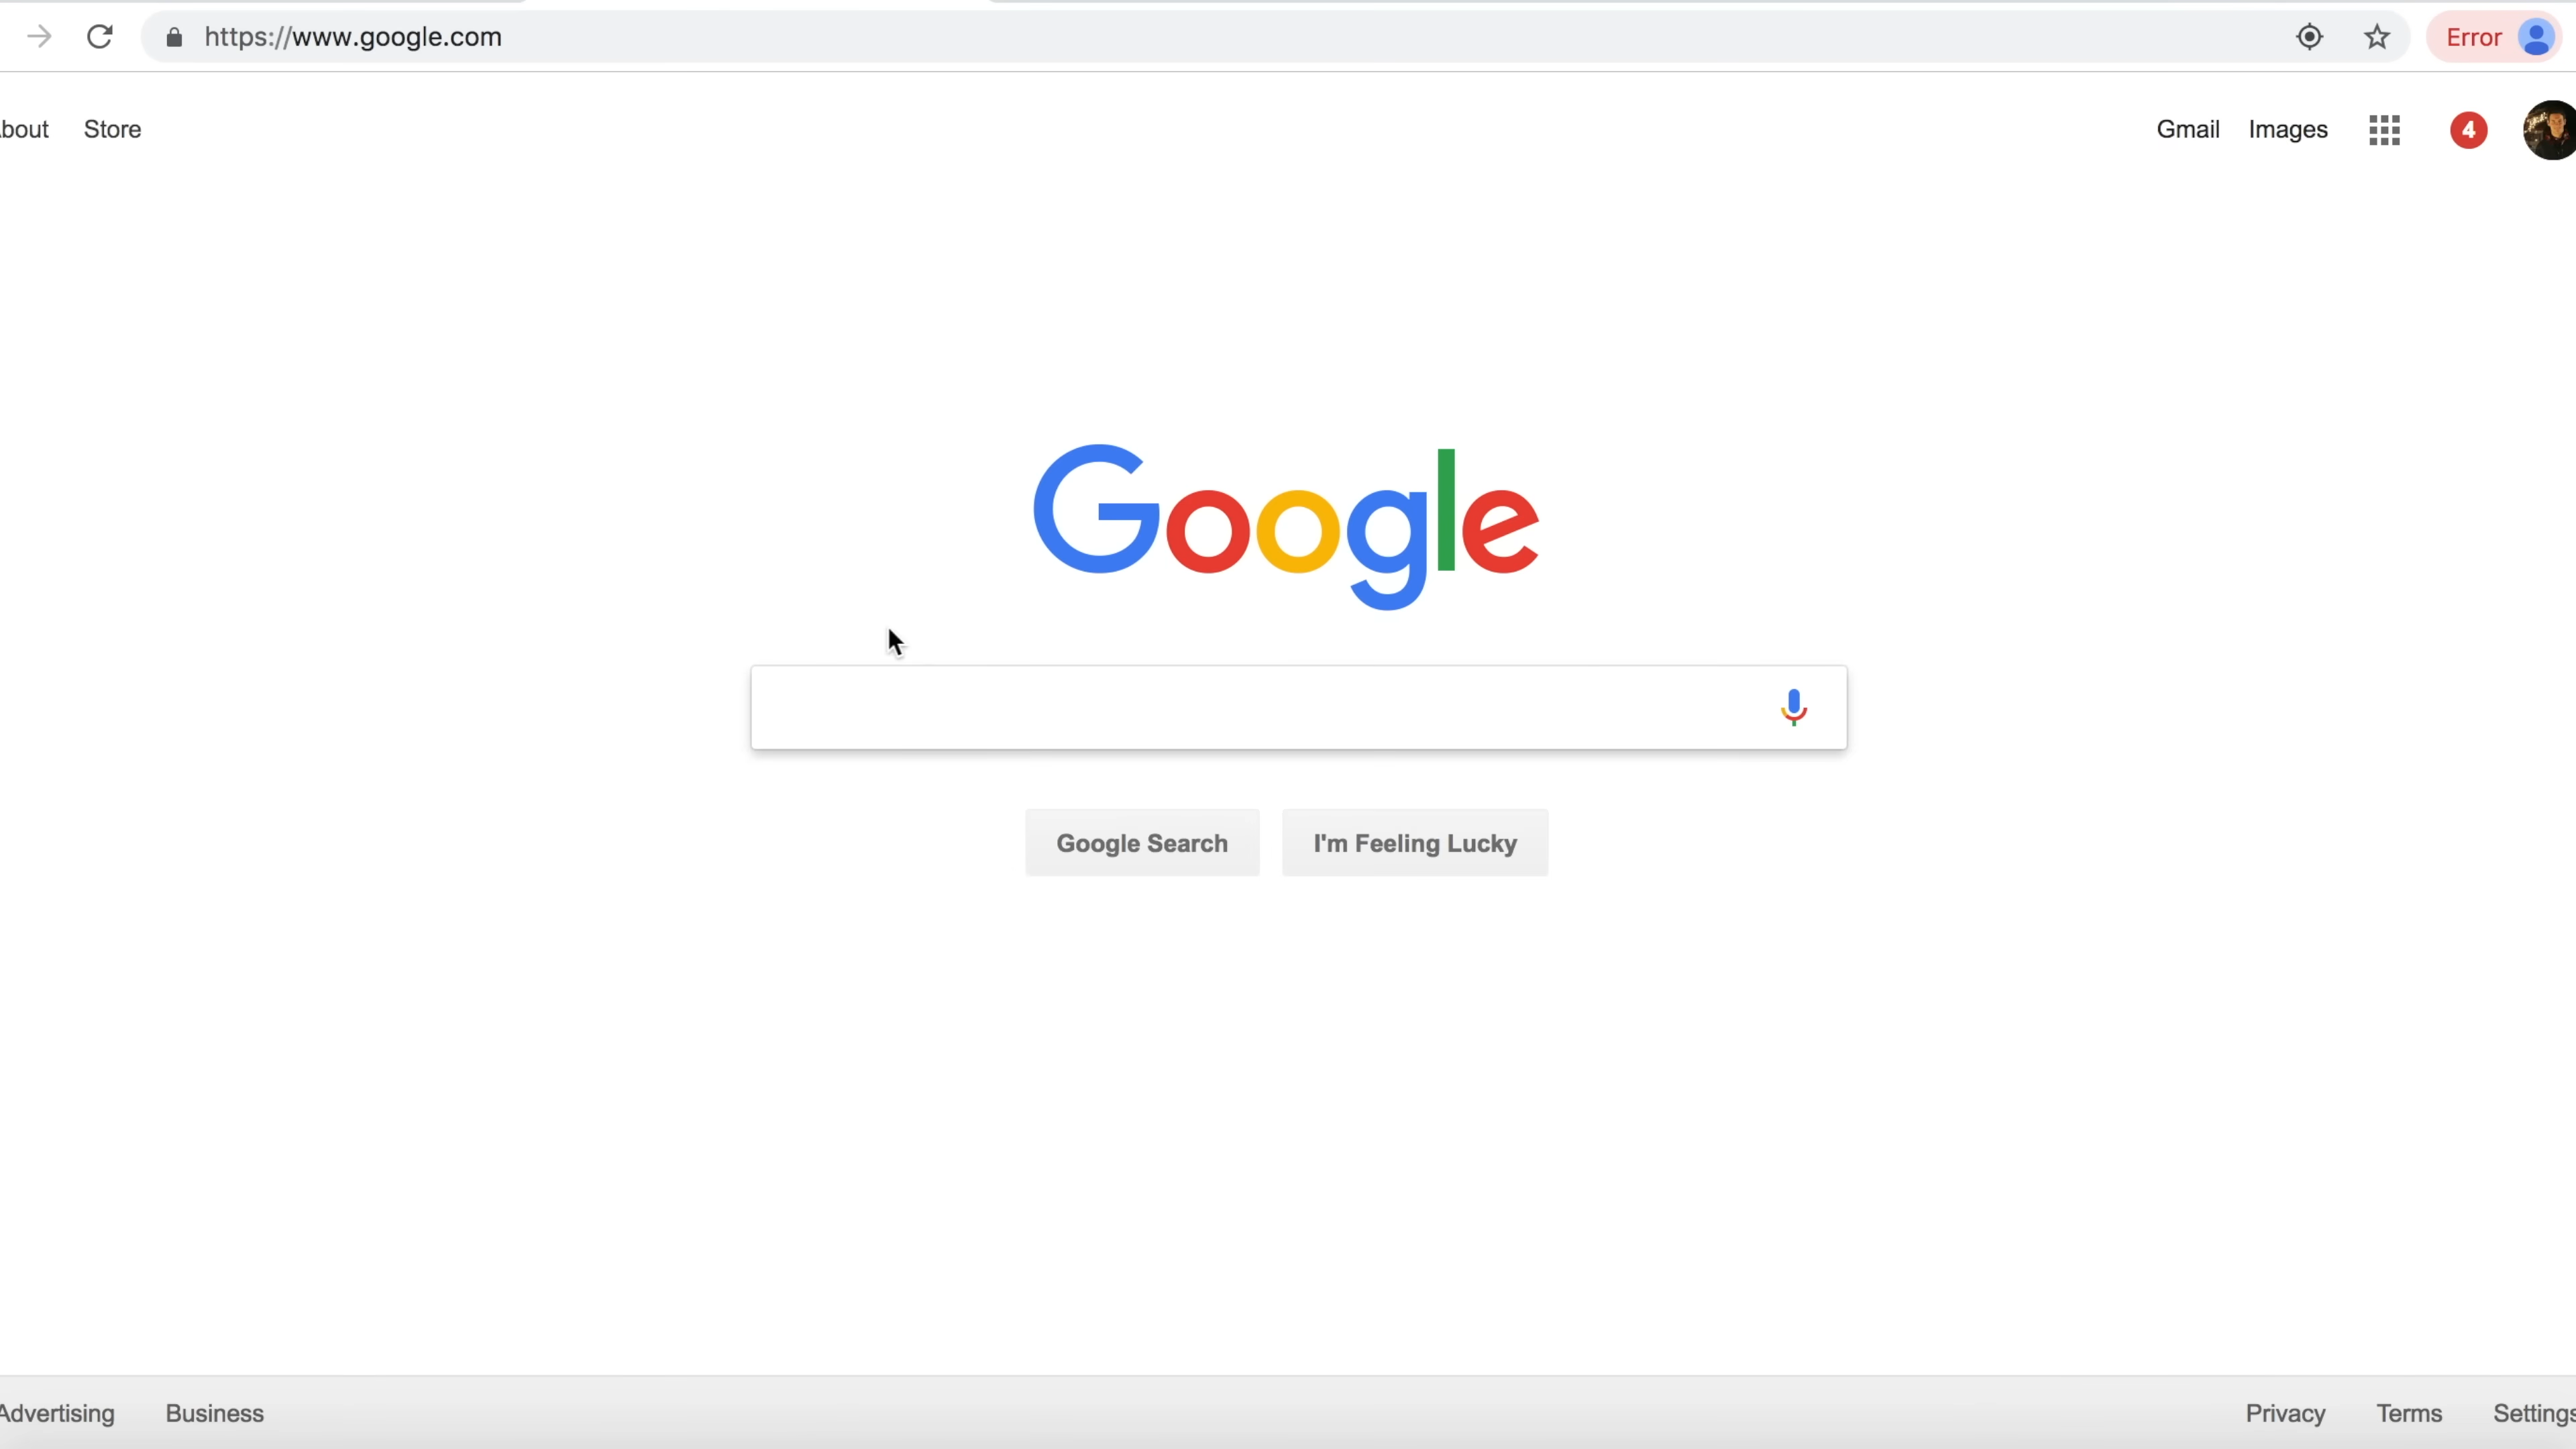 https://www.google.com Error
bout Store Gmail Images 4
Google
Google Search I'm Feeling Lucky
Advertising Business Privacy Terms Settings